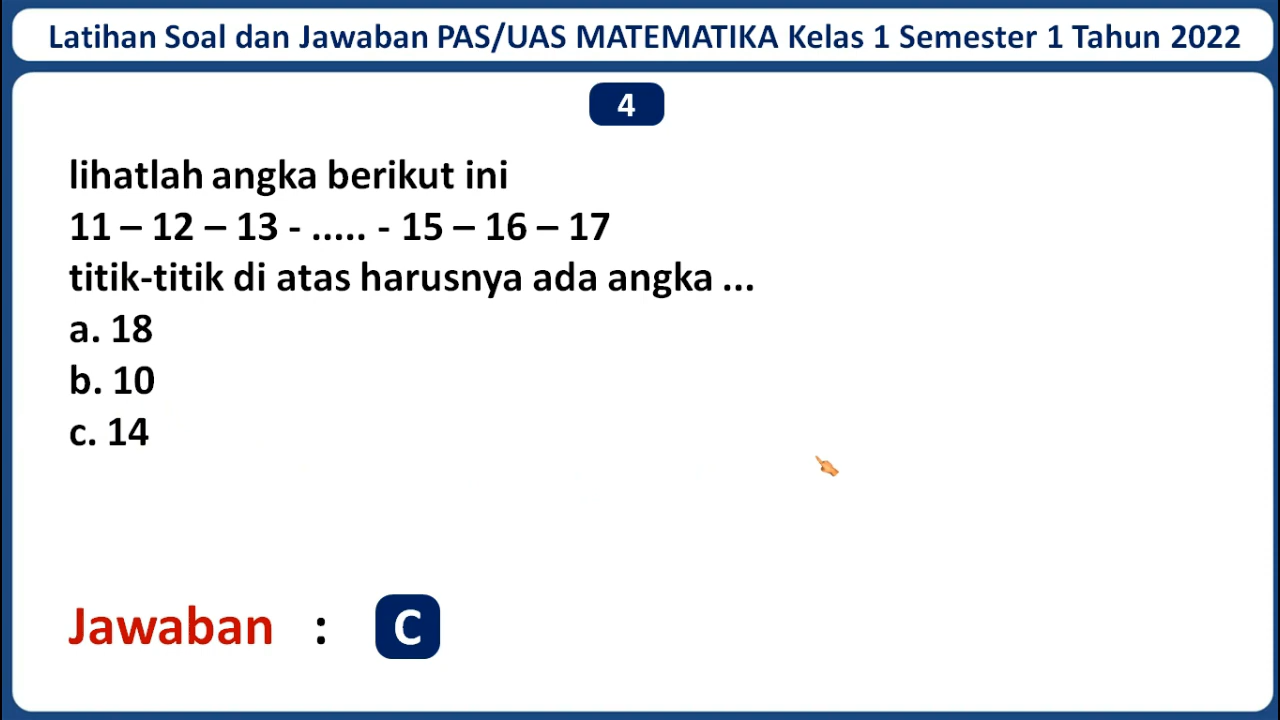 Latihan Soal dan Jawaban PAS/UAS MATEMATIKA Kelas 1 Semester 1 Tahun 2022
4
lihatlah angka berikut ini
11 – 12 – 13 - ..... - 15 – 16 – 17
titik-titik di atas harusnya ada angka ...
a. 18
b. 10
c. 14
Jawaban : C